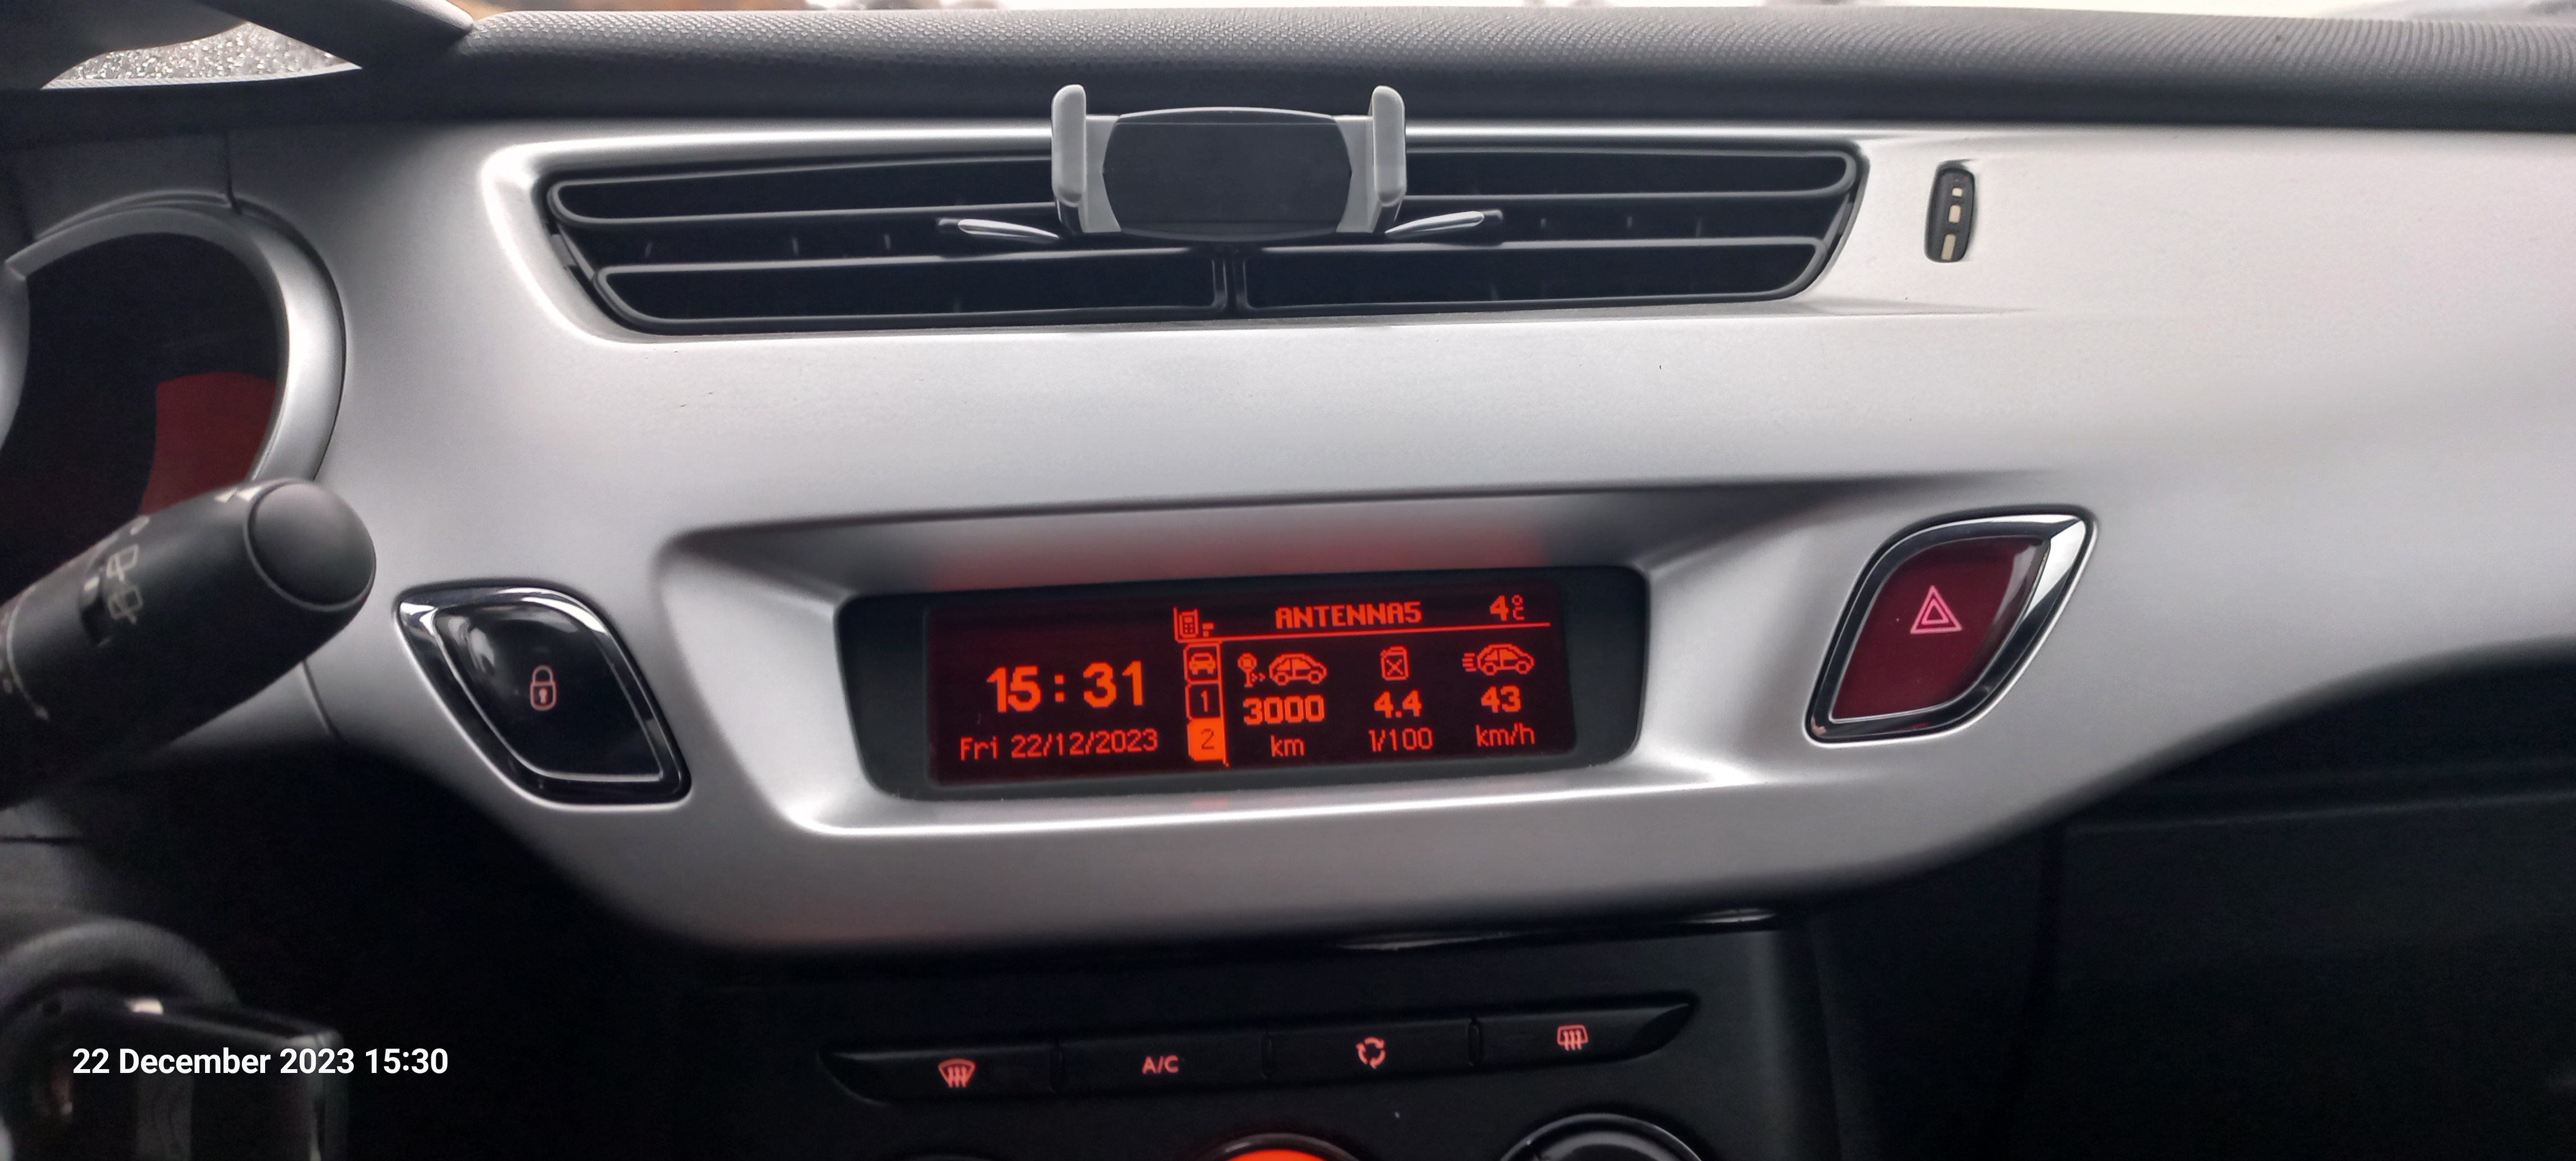 ANTENNA5 4°C
15:31
Fri 22/12/2023
1
2
3000
km
4.4
1/100
43
km/h
A/C
22 December 2023 15:30